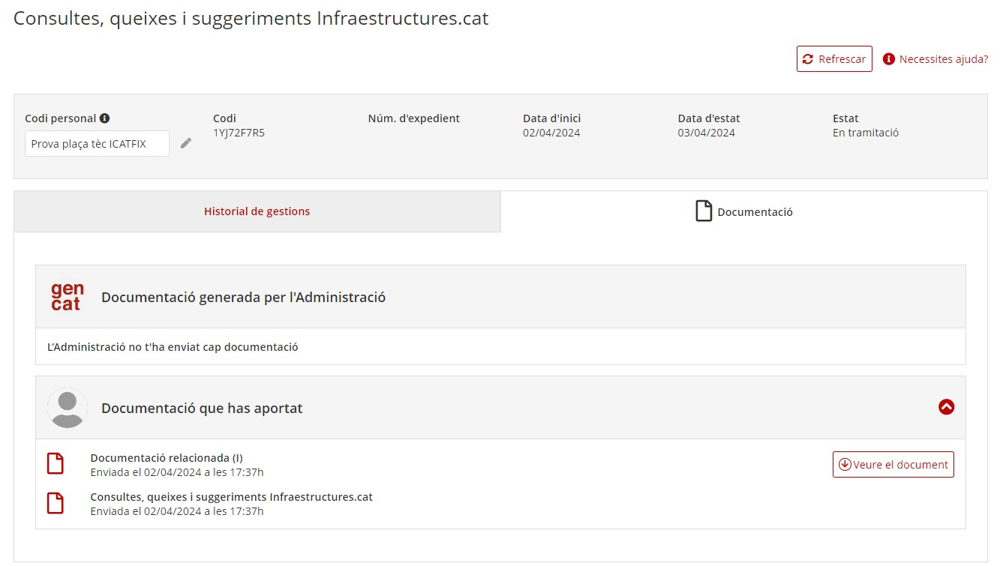 Consultes, queixes i suggeriments Infraestructures.cat
Refrescar
Necessites ajuda?
Codi personal
Prova plaça tèc ICATFIX
Codi
1YJ72F7R5
Núm. d'expedient
Data d'inici
02/04/2024
Data d'estat
03/04/2024
Estat
En tramitació
Historial de gestions
Documentació
gen
cat
Documentació generada per l'Administració
L'Administració no t'ha enviat cap documentació
Documentació que has aportat
Documentació relacionada (I)
Enviada el 02/04/2024 a les 17:37h
Veure el document
Consultes, queixes i suggeriments Infraestructures.cat
Enviada el 02/04/2024 a les 17:37h